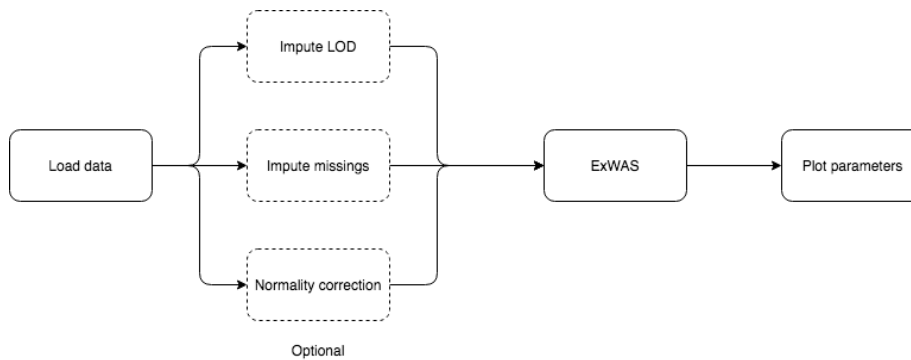 Impute LOD
Load data
Impute missings
ExWAS
Plot parameters
Normality correction
Optional